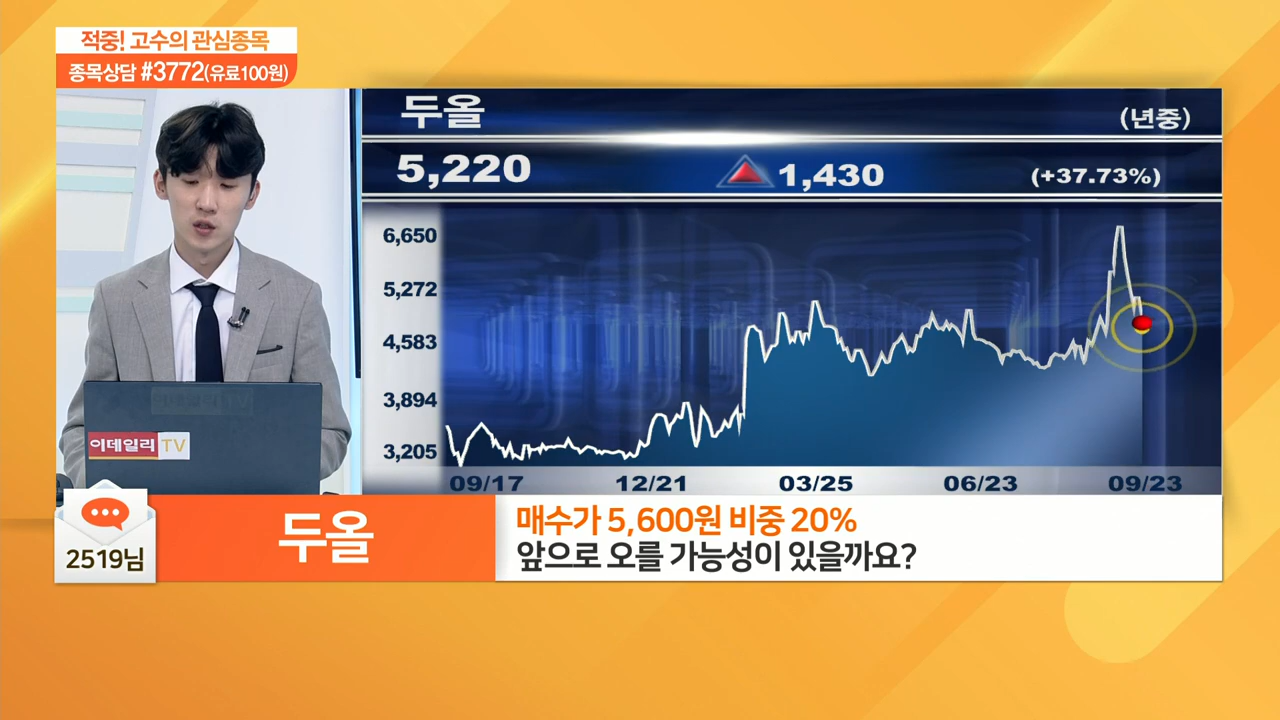 적중! 고수의 관심종목
종목상담 #3772(유료100원)
두올
(년중)
5,220
1,430
(+37.73%)
6,650
5,272
4,583
3,894
3,205
09/17
12/21
03/25
06/23
09/23
이데일리 TV
2519님
두올
매수가 5,600원 비중 20%
앞으로 오를 가능성이 있을까요?